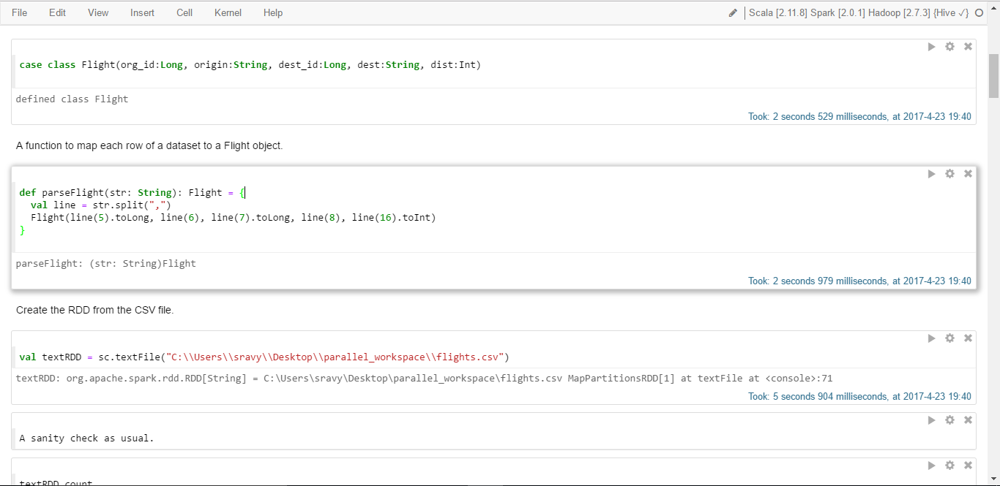 File Edit View Insert Cell Kernel Help Scala [2.11.8] Spark [2.0.1] Hadoop [2.7.3] {Hive ✓}
case class Flight(org_id:Long, origin:String, dest_id:Long, dest:String, dist:Int)
defined class Flight
Took: 2 seconds 529 milliseconds, at 2017-4-23 19:40
A function to map each row of a dataset to a Flight object.
def parseFlight(str: String): Flight = {
  val line = str.split(",")
  Flight(line(5).toLong, line(6), line(7).toLong, line(8), line(16).toInt)
}
parseFlight: (str: String)Flight
Took: 2 seconds 979 milliseconds, at 2017-4-23 19:40
Create the RDD from the CSV file.
val textRDD = sc.textFile("C:\\Users\\sravy\\Desktop\\parallel_workspace\\flights.csv")
textRDD: org.apache.spark.rdd.RDD[String] = C:\Users\sravy\Desktop\parallel_workspace\flights.csv MapPartitionsRDD[1] at textFile at <console>:71
Took: 5 seconds 904 milliseconds, at 2017-4-23 19:40
A sanity check as usual.
textRDD.count